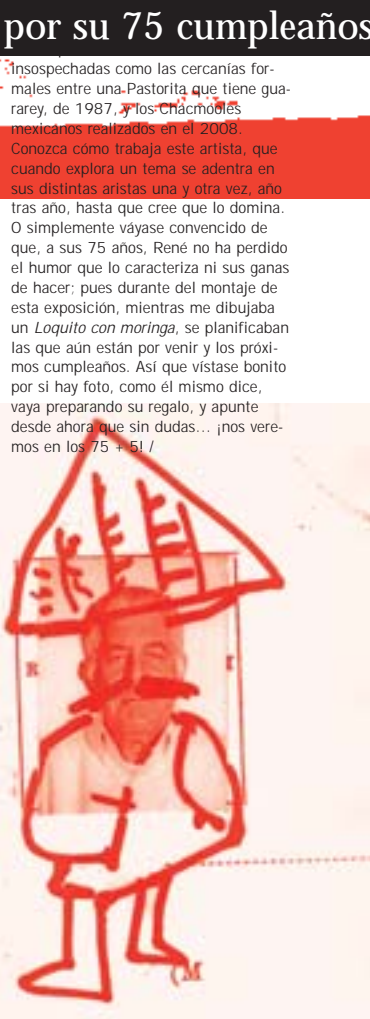 por su 75 cumpleaños
Insospechadas como las cercanías for-
males entre una Pastorita que tiene gua-
rarey, de 1987, y los Chacmooles
mexicanos realizados en el 2008.
Conozca cómo trabaja este artista, que
cuando explora un tema se adentra en
sus distintas aristas una y otra vez, año
tras año, hasta que cree que lo domina.
O simplemente váyase convencido de
que, a sus 75 años, René no ha perdido
el humor que lo caracteriza ni sus ganas
de hacer; pues durante del montaje de
esta exposición, mientras me dibujaba
un Loquito con moringa, se planificaban
las que aún están por venir y los próxi-
mos cumpleaños. Así que vístase bonito
por si hay foto, como él mismo dice,
vaya preparando su regalo, y apunte
desde ahora que sin dudas... ¡nos vere-
mos en los 75 + 5! /
R
(M